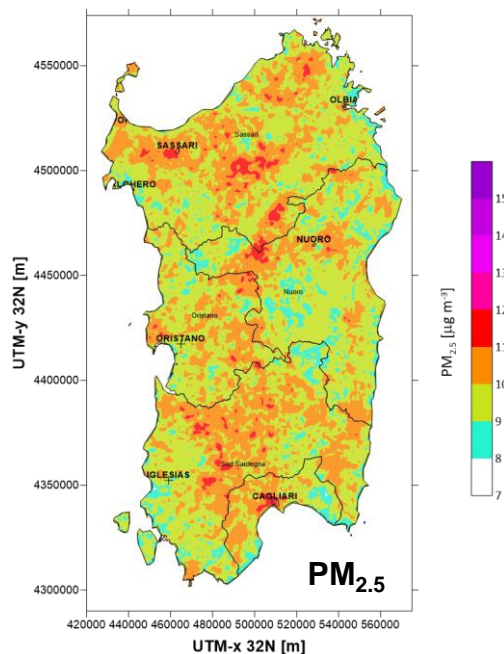 4550000
OLBIA
Sassari
SASSARI
4500000
ALGHERO
NUORO
4450000
Nuoro
Oristano
ORISTANO
4400000
Sud Sardegna
IGLESIAS
4350000
CAGLIARI
4300000
PM2.5
420000 440000 460000 480000 500000 520000 540000 560000
UTM-x 32N [m]
UTM-y 32N [m]
15
14
13
12
11
10
9
8
7
PM2.5 [µg m-3]